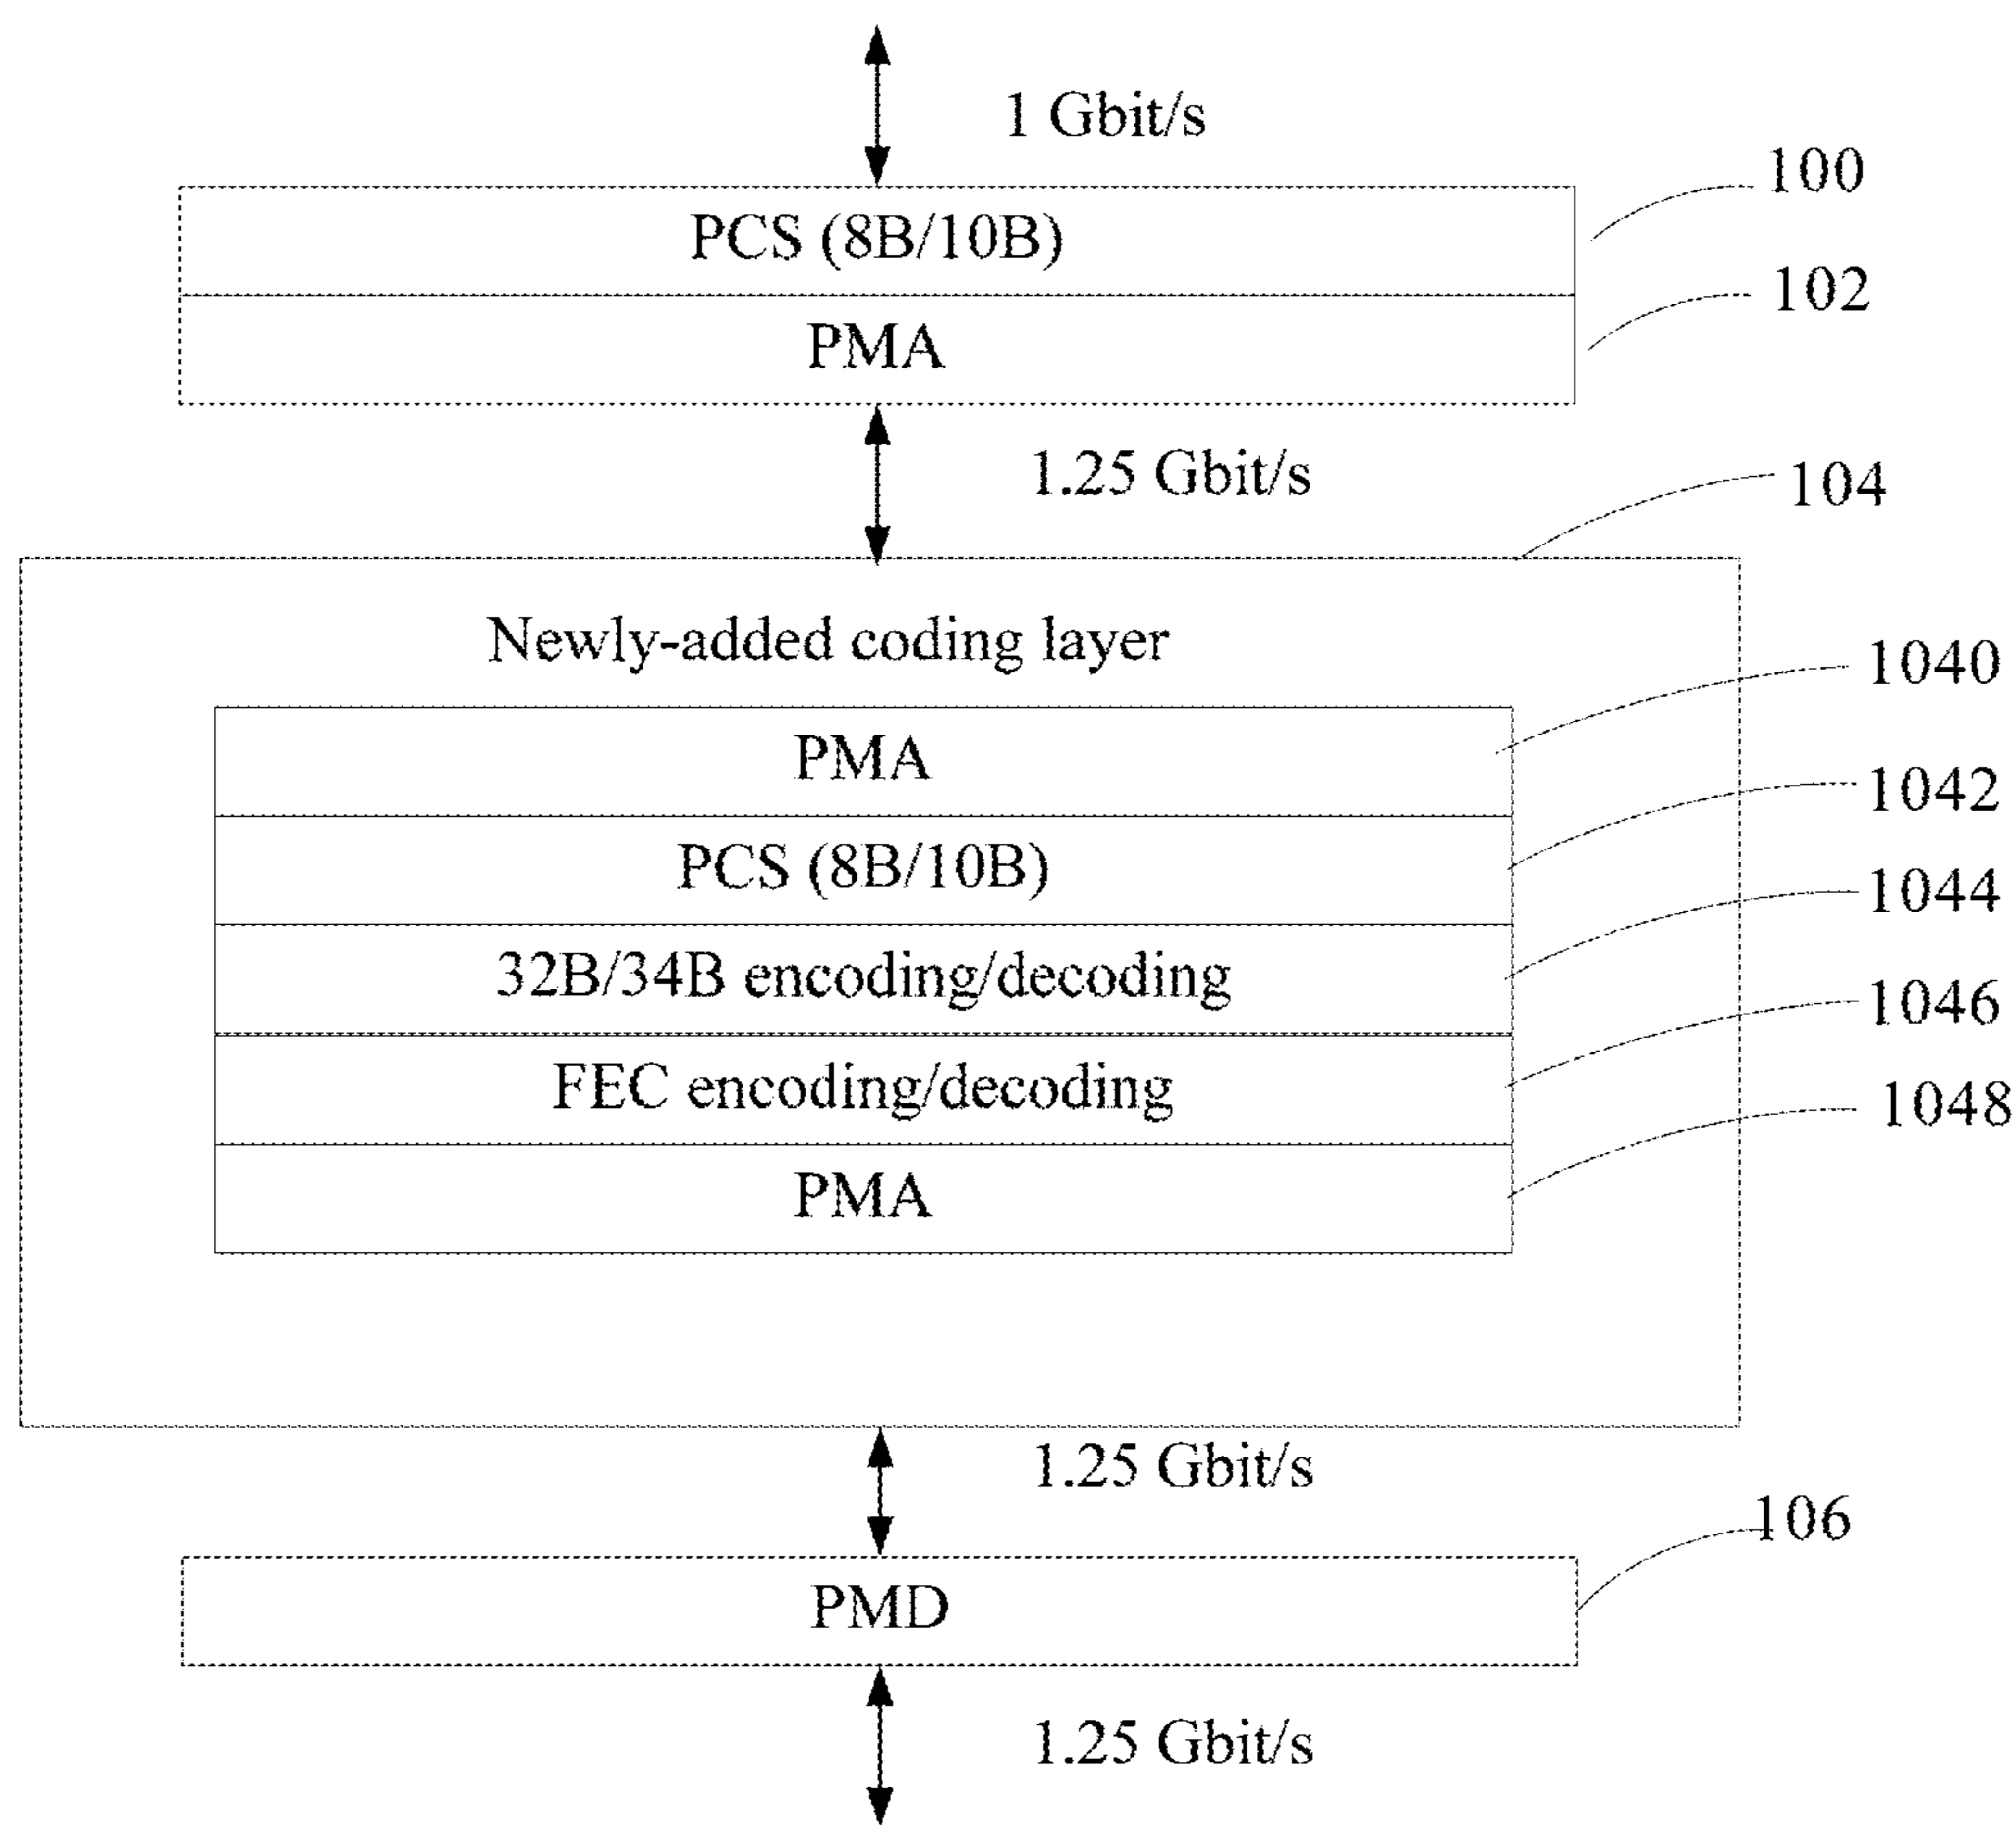 1 Gbit/s
100
PCS (8B/10B)
102
PMA
1.25 Gbit/s
104
Newly-added coding layer
1040
PMA
1042
PCS (8B/10B)
1044
32B/34B encoding/decoding
1046
FEC encoding/decoding
1048
PMA
1.25 Gbit/s
106
PMD
1.25 Gbit/s